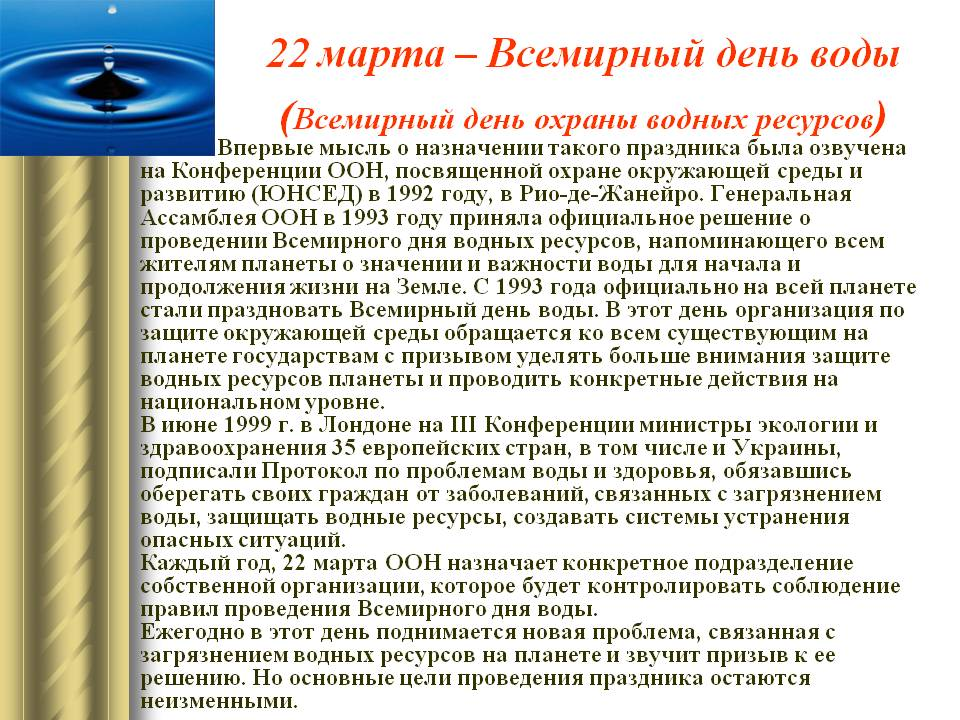 22 марта – Всемирный день воды
(Всемирный день охраны водных ресурсов)
Впервые мысль о назначении такого праздника была озвучена
на Конференции ООН, посвященной охране окружающей среды и
развитию (ЮНСЕД) в 1992 году, в Рио-де-Жанейро. Генеральная
Ассамблея ООН в 1993 году приняла официальное решение о
проведении Всемирного дня водных ресурсов, напоминающего всем
жителям планеты о значении и важности воды для начала и
продолжения жизни на Земле. С 1993 года официально на всей планете
стали праздновать Всемирный день воды. В этот день организация по
защите окружающей среды обращается ко всем существующим на
планете государствам с призывом уделять больше внимания защите
водных ресурсов планеты и проводить конкретные действия на
национальном уровне.
В июне 1999 г. в Лондоне на III Конференции министры экологии и
здравоохранения 35 европейских стран, в том числе и Украины,
подписали Протокол по проблемам воды и здоровья, обязавшись
оберегать своих граждан от заболеваний, связанных с загрязнением
воды, защищать водные ресурсы, создавать системы устранения
опасных ситуаций.
Каждый год, 22 марта ООН назначает конкретное подразделение
собственной организации, которое будет контролировать соблюдение
правил проведения Всемирного дня воды.
Ежегодно в этот день поднимается новая проблема, связанная с
загрязнением водных ресурсов на планете и звучит призыв к ее
решению. Но основные цели проведения праздника остаются
неизменными.